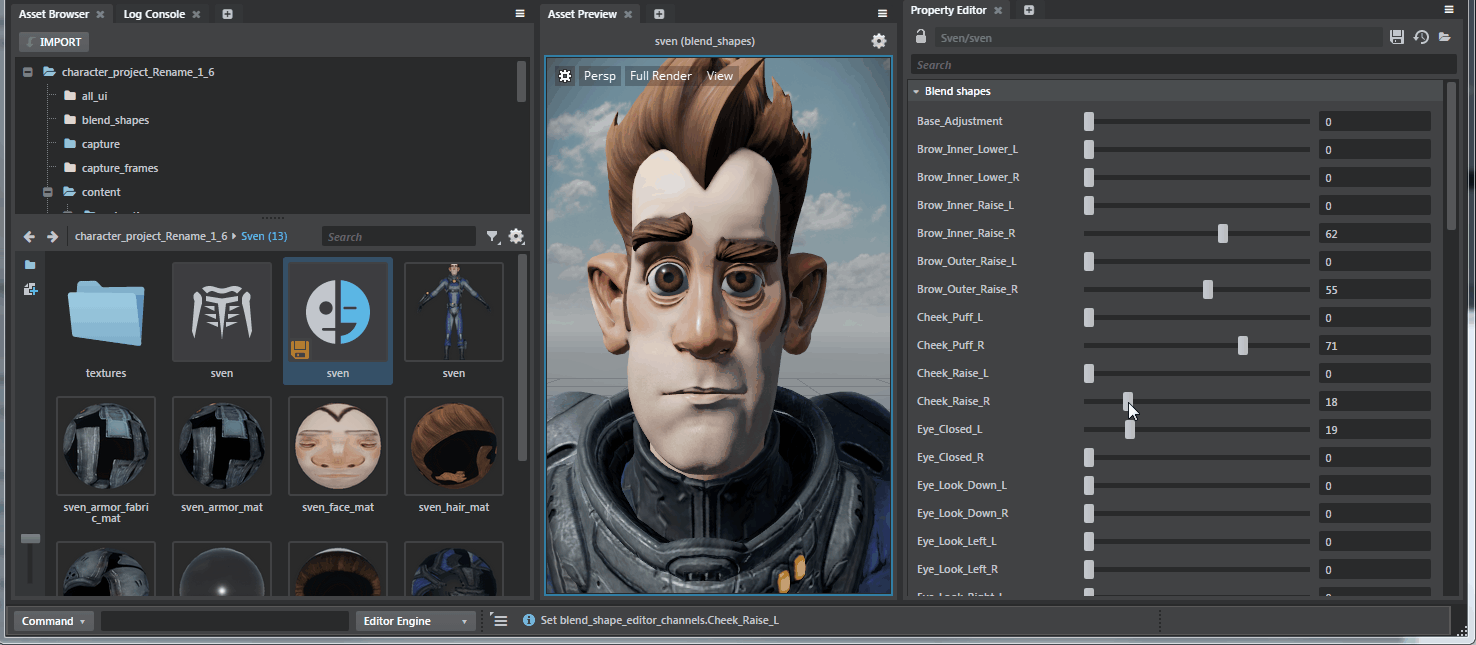 Asset Browser
Log Console
IMPORT
character_project_Rename_1_6
all_ui
blend_shapes
capture
capture_frames
content
character_project_Rename_1_6 Sven (13)
Search
textures
sven
sven
sven
sven_armor_fabri
c_mat
sven_armor_mat
sven_face_mat
sven_hair_mat
Asset Preview
sven (blend_shapes)
Persp
Full Render
View
Property Editor
Sven/sven
Search
Blend shapes
Base_Adjustment 0
Brow_Inner_Lower_L 0
Brow_Inner_Lower_R 0
Brow_Inner_Raise_L 0
Brow_Inner_Raise_R 62
Brow_Outer_Raise_L 0
Brow_Outer_Raise_R 55
Cheek_Puff_L 0
Cheek_Puff_R 71
Cheek_Raise_L 0
Cheek_Raise_R 18
Eye_Closed_L 19
Eye_Closed_R 0
Eye_Look_Down_L 0
Eye_Look_Down_R 0
Eye_Look_Left_L 0
Eye_Look_Left_R 0
Command
Editor Engine
Set blend_shape_editor_channels.Cheek_Raise_L